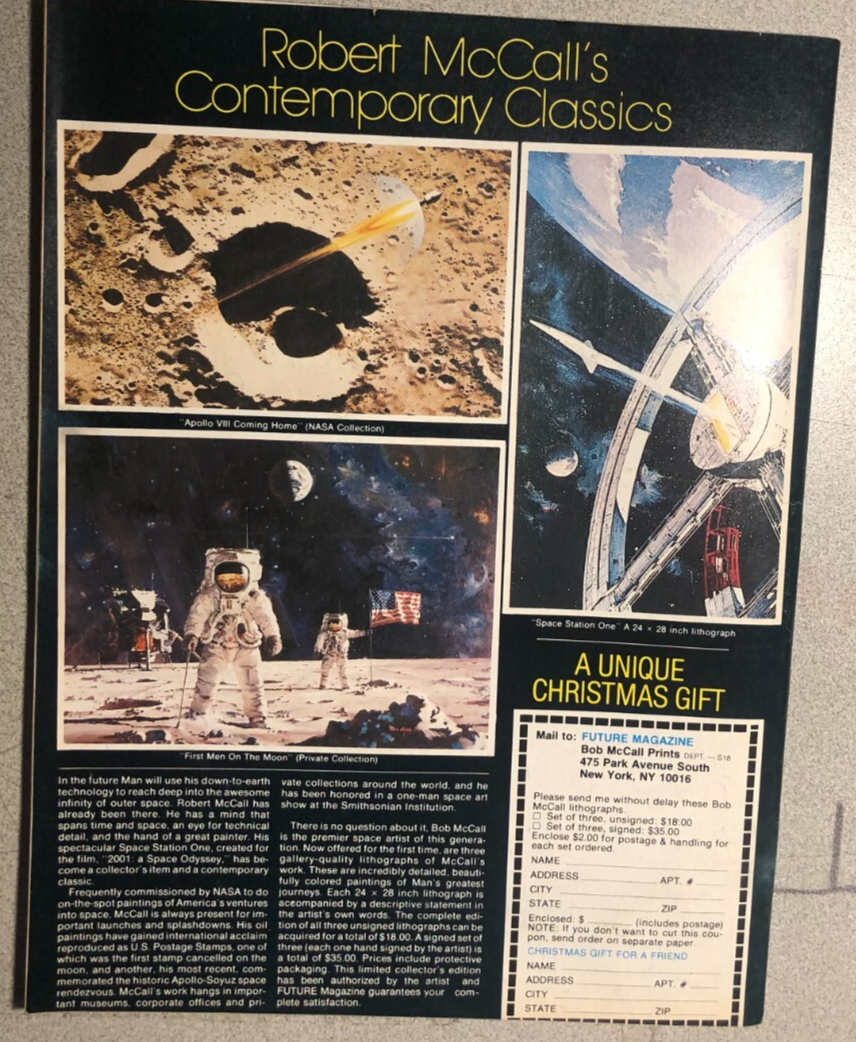 Robert McCall's
Contemporary Classics
"Apollo VIII Coming Home" (NASA Collection)
"First Men On The Moon" (Private Collection)
"Space Station One" A 24 × 28 inch lithograph
In the future Man will use his down-to-earth
technology to reach deep into the awesome
infinity of outer space. Robert McCall has
already been there. He has a mind that
spans time and space, an eye for technical
detail, and the hand of a great painter. His
spectacular Space Station One, created for
the film, "2001: a Space Odyssey," has be-
come a collector's item and a contemporary
classic.
Frequently commissioned by NASA to do
on-the-spot paintings of America's ventures
into space, McCall is always present for im-
portant launches and splashdowns. His oil
paintings have gained international acclaim
reproduced as U.S. Postage Stamps, one of
which was the first stamp cancelled on the
moon, and another, his most recent, com-
memorated the historic Apollo-Soyuz space
rendezvous. McCall's work hangs in impor-
tant museums, corporate offices and pri-
vate collections around the world, and he
has been honored in a one-man space art
show at the Smithsonian Institution.
There is no question about it, Bob McCall
is the premier space artist of this genera-
tion. Now offered for the first time, are three
gallery-quality lithographs of McCall's
work. These are incredibly detailed, beauti-
fully colored paintings of Man's greatest
journeys. Each 24 × 28 inch lithograph is
acompanied by a descriptive statement in
the artist's own words. The complete edi-
tion of all three unsigned lithographs can be
acquired for a total of $18.00. A signed set of
three (each one hand signed by the artist) is
a total of $35.00. Prices include protective
packaging. This limited collector's edition
has been authorized by the artist and
FUTURE Magazine guarantees your com-
plete satisfaction.
A UNIQUE
CHRISTMAS GIFT
Mail to: FUTURE MAGAZINE
Bob McCall Prints DEPT. — S18
475 Park Avenue South
New York, NY 10016
Please send me without delay these Bob
McCall lithographs.
☐ Set of three, unsigned: $18:00
☐ Set of three, signed: $35.00
Enclose $2.00 for postage & handling for
each set ordered.
NAME
ADDRESS APT. #
CITY
STATE ZIP
Enclosed: $ (includes postage)
NOTE: If you don't want to cut this cou-
pon, send order on separate paper.
CHRISTMAS GIFT FOR A FRIEND
NAME
ADDRESS APT. #
CITY
STATE ZIP